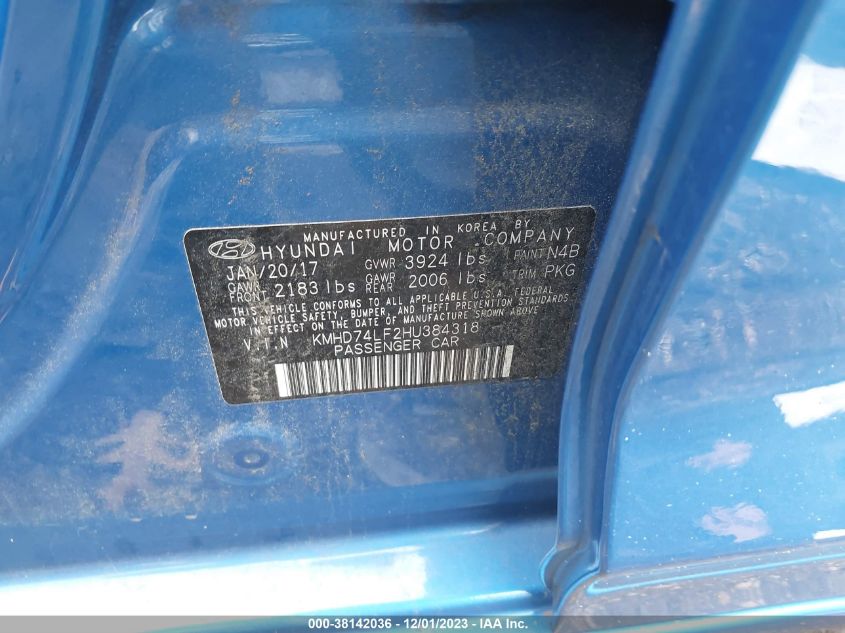 MANUFACTURED IN KOREA BY
HYUNDAI MOTOR COMPANY
JAN/20/17 GVWR 3924 lbs PAINT N4B
GAWR FRONT 2183 lbs GAWR REAR 2006 lbs TRIM PKG
THIS VEHICLE CONFORMS TO ALL APPLICABLE U.S.A. FEDERAL
MOTOR VEHICLE SAFETY, BUMPER, AND THEFT PREVENTION STANDARDS
IN EFFECT ON THE DATE OF MANUFACTURE SHOWN ABOVE
V.I.N KMHD74LF2HU384318
PASSENGER CAR
000-38142036 - 12/01/2023 - Copyright IAA, Inc.